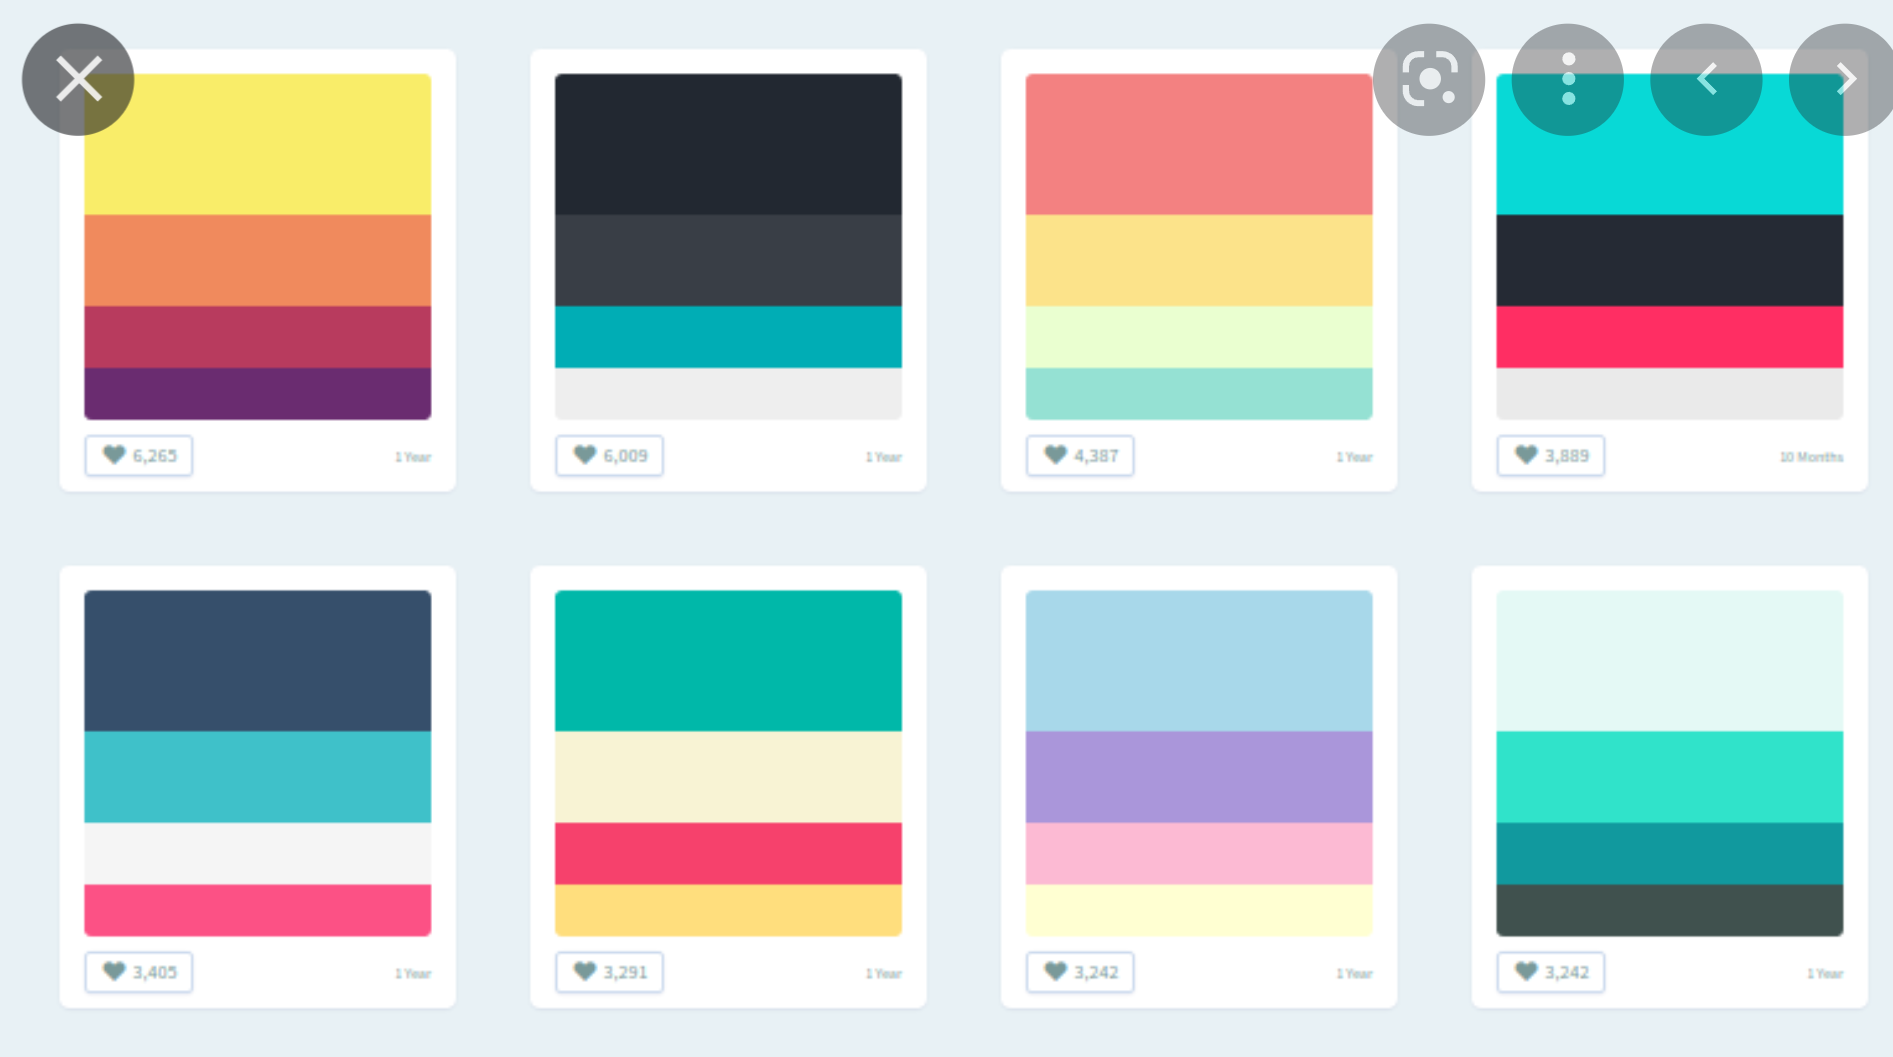 6,265 1 Year 6,009 1 Year 4,387 1 Year 3,889 10 Months
3,405 1 Year 3,291 1 Year 3,242 1 Year 3,242 1 Year